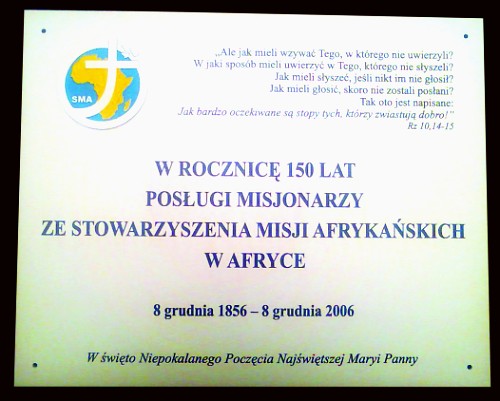 SMA
„Ale jak mieli wzywać Tego, w którego nie uwierzyli?
W jaki sposób mieli uwierzyć w Tego, którego nie słyszeli?
Jak mieli słyszeć, jeśli nikt im nie głosił?
Jak mieli głosić, skoro nie zostali posłani?
Tak oto jest napisane:
Jak bardzo oczekiwane są stopy tych, którzy zwiastują dobro!”
Rz 10,14-15
W ROCZNICĘ 150 LAT
POSŁUGI MISJONARZY
ZE STOWARZYSZENIA MISJI AFRYKAŃSKICH
W AFRYCE
8 grudnia 1856 – 8 grudnia 2006
W święto Niepokalanego Poczęcia Najświętszej Maryi Panny